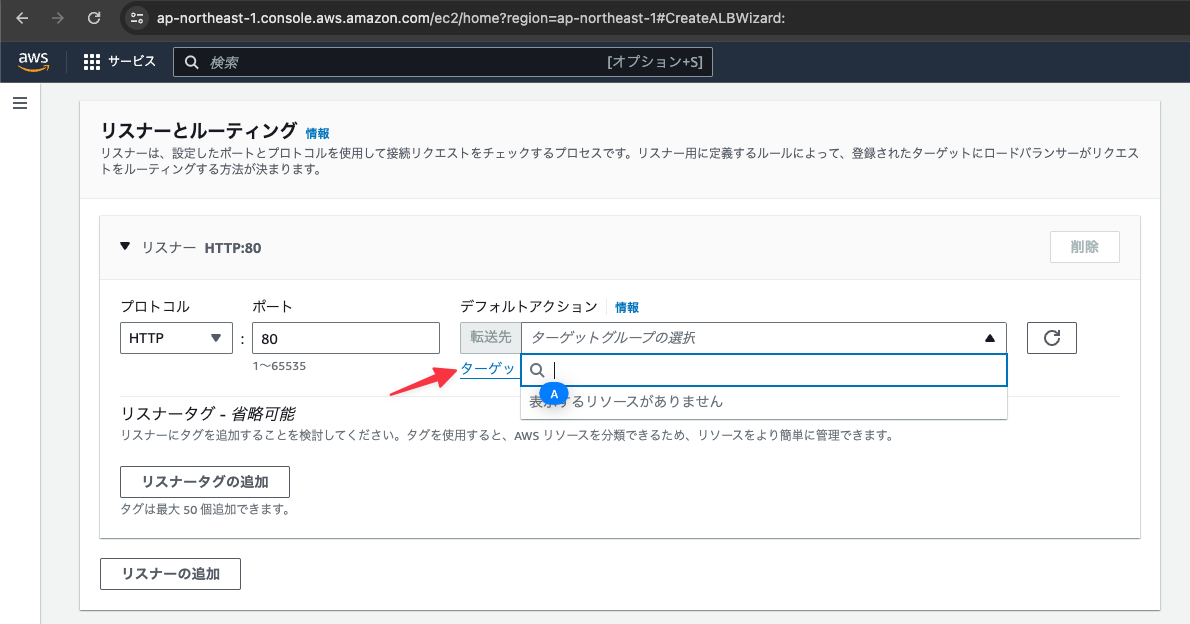 ap-northeast-1.console.aws.amazon.com/ec2/home?region=ap-northeast-1#CreateALBWizard:
aws サービス 検索 [オプション+S]
リスナーとルーティング 情報
リスナーは、設定したポートとプロトコルを使用して接続リクエストをチェックするプロセスです。リスナー用に定義するルールによって、登録されたターゲットにロードバランサーがリクエス
トをルーティングする方法が決まります。
リスナー HTTP:80 削除
プロトコル ポート デフォルトアクション 情報
HTTP : 80 転送先 ターゲットグループの選択
1〜65535 ターゲッ
A
表示するリソースがありません
リスナータグ - 省略可能
リスナーにタグを追加することを検討してください。タグを使用すると、AWS リソースを分類できるため、リソースをより簡単に管理できます。
リスナータグの追加
タグは最大 50 個追加できます。
リスナーの追加